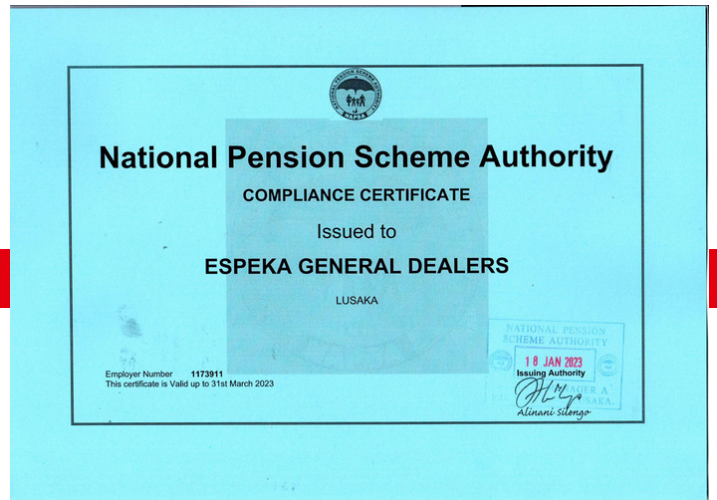 National Pension Scheme Authority
COMPLIANCE CERTIFICATE
Issued to
ESPEKA GENERAL DEALERS
LUSAKA
NATIONAL PENSION
SCHEME AUTHORITY
18 JAN 2023
Issuing Authority
Alinani Silongo
Employer Number 1173911
This certificate is Valid up to 31st March 2023